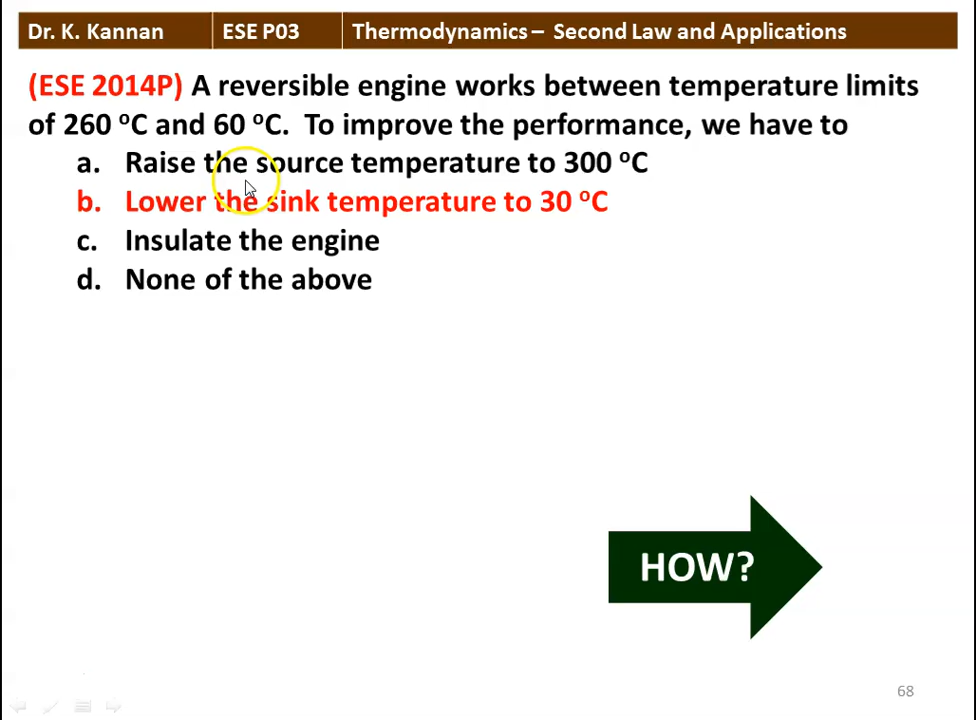 Dr. K. Kannan ESE P03 Thermodynamics – Second Law and Applications
(ESE 2014P) A reversible engine works between temperature limits
of 260 ºC and 60 ºC. To improve the performance, we have to
a. Raise the source temperature to 300 ºC
b. Lower the sink temperature to 30 ºC
c. Insulate the engine
d. None of the above
HOW?
68